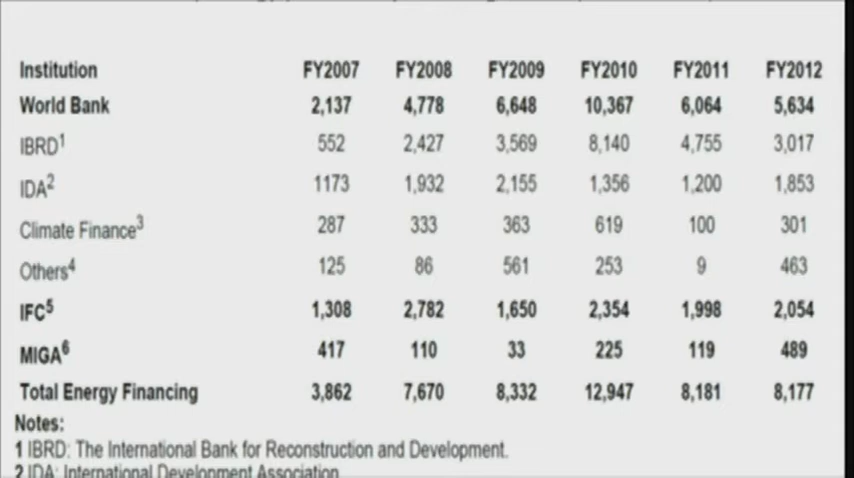 Institution FY2007 FY2008 FY2009 FY2010 FY2011 FY2012
World Bank 2,137 4,778 6,648 10,367 6,064 5,634
IBRD1 552 2,427 3,569 8,140 4,755 3,017
IDA2 1173 1,932 2,155 1,356 1,200 1,853
Climate Finance3 287 333 363 619 100 301
Others4 125 86 561 253 9 463
IFC5 1,308 2,782 1,650 2,354 1,998 2,054
MIGA6 417 110 33 225 119 489
Total Energy Financing 3,862 7,670 8,332 12,947 8,181 8,177
Notes:
1 IBRD: The International Bank for Reconstruction and Development.
2 IDA: International Development Association